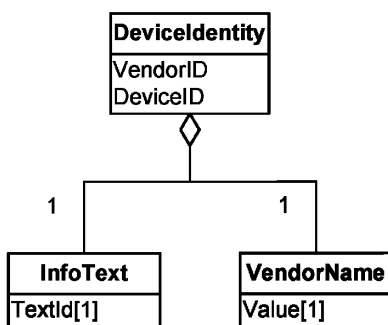 DeviceIdentity
VendorID
DeviceID
1
1
InfoText
TextId[1]
VendorName
Value[1]